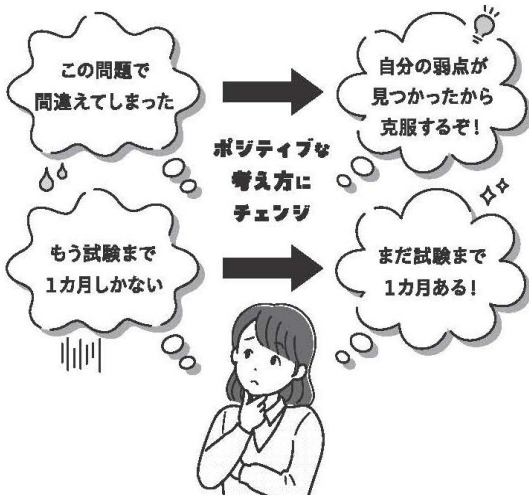 この問題で
間違えてしまった
自分の弱点が
見つかったから
克服するぞ！
ポジティブな
考え方に
チェンジ
もう試験まで
1カ月しかない
まだ試験まで
1カ月ある！